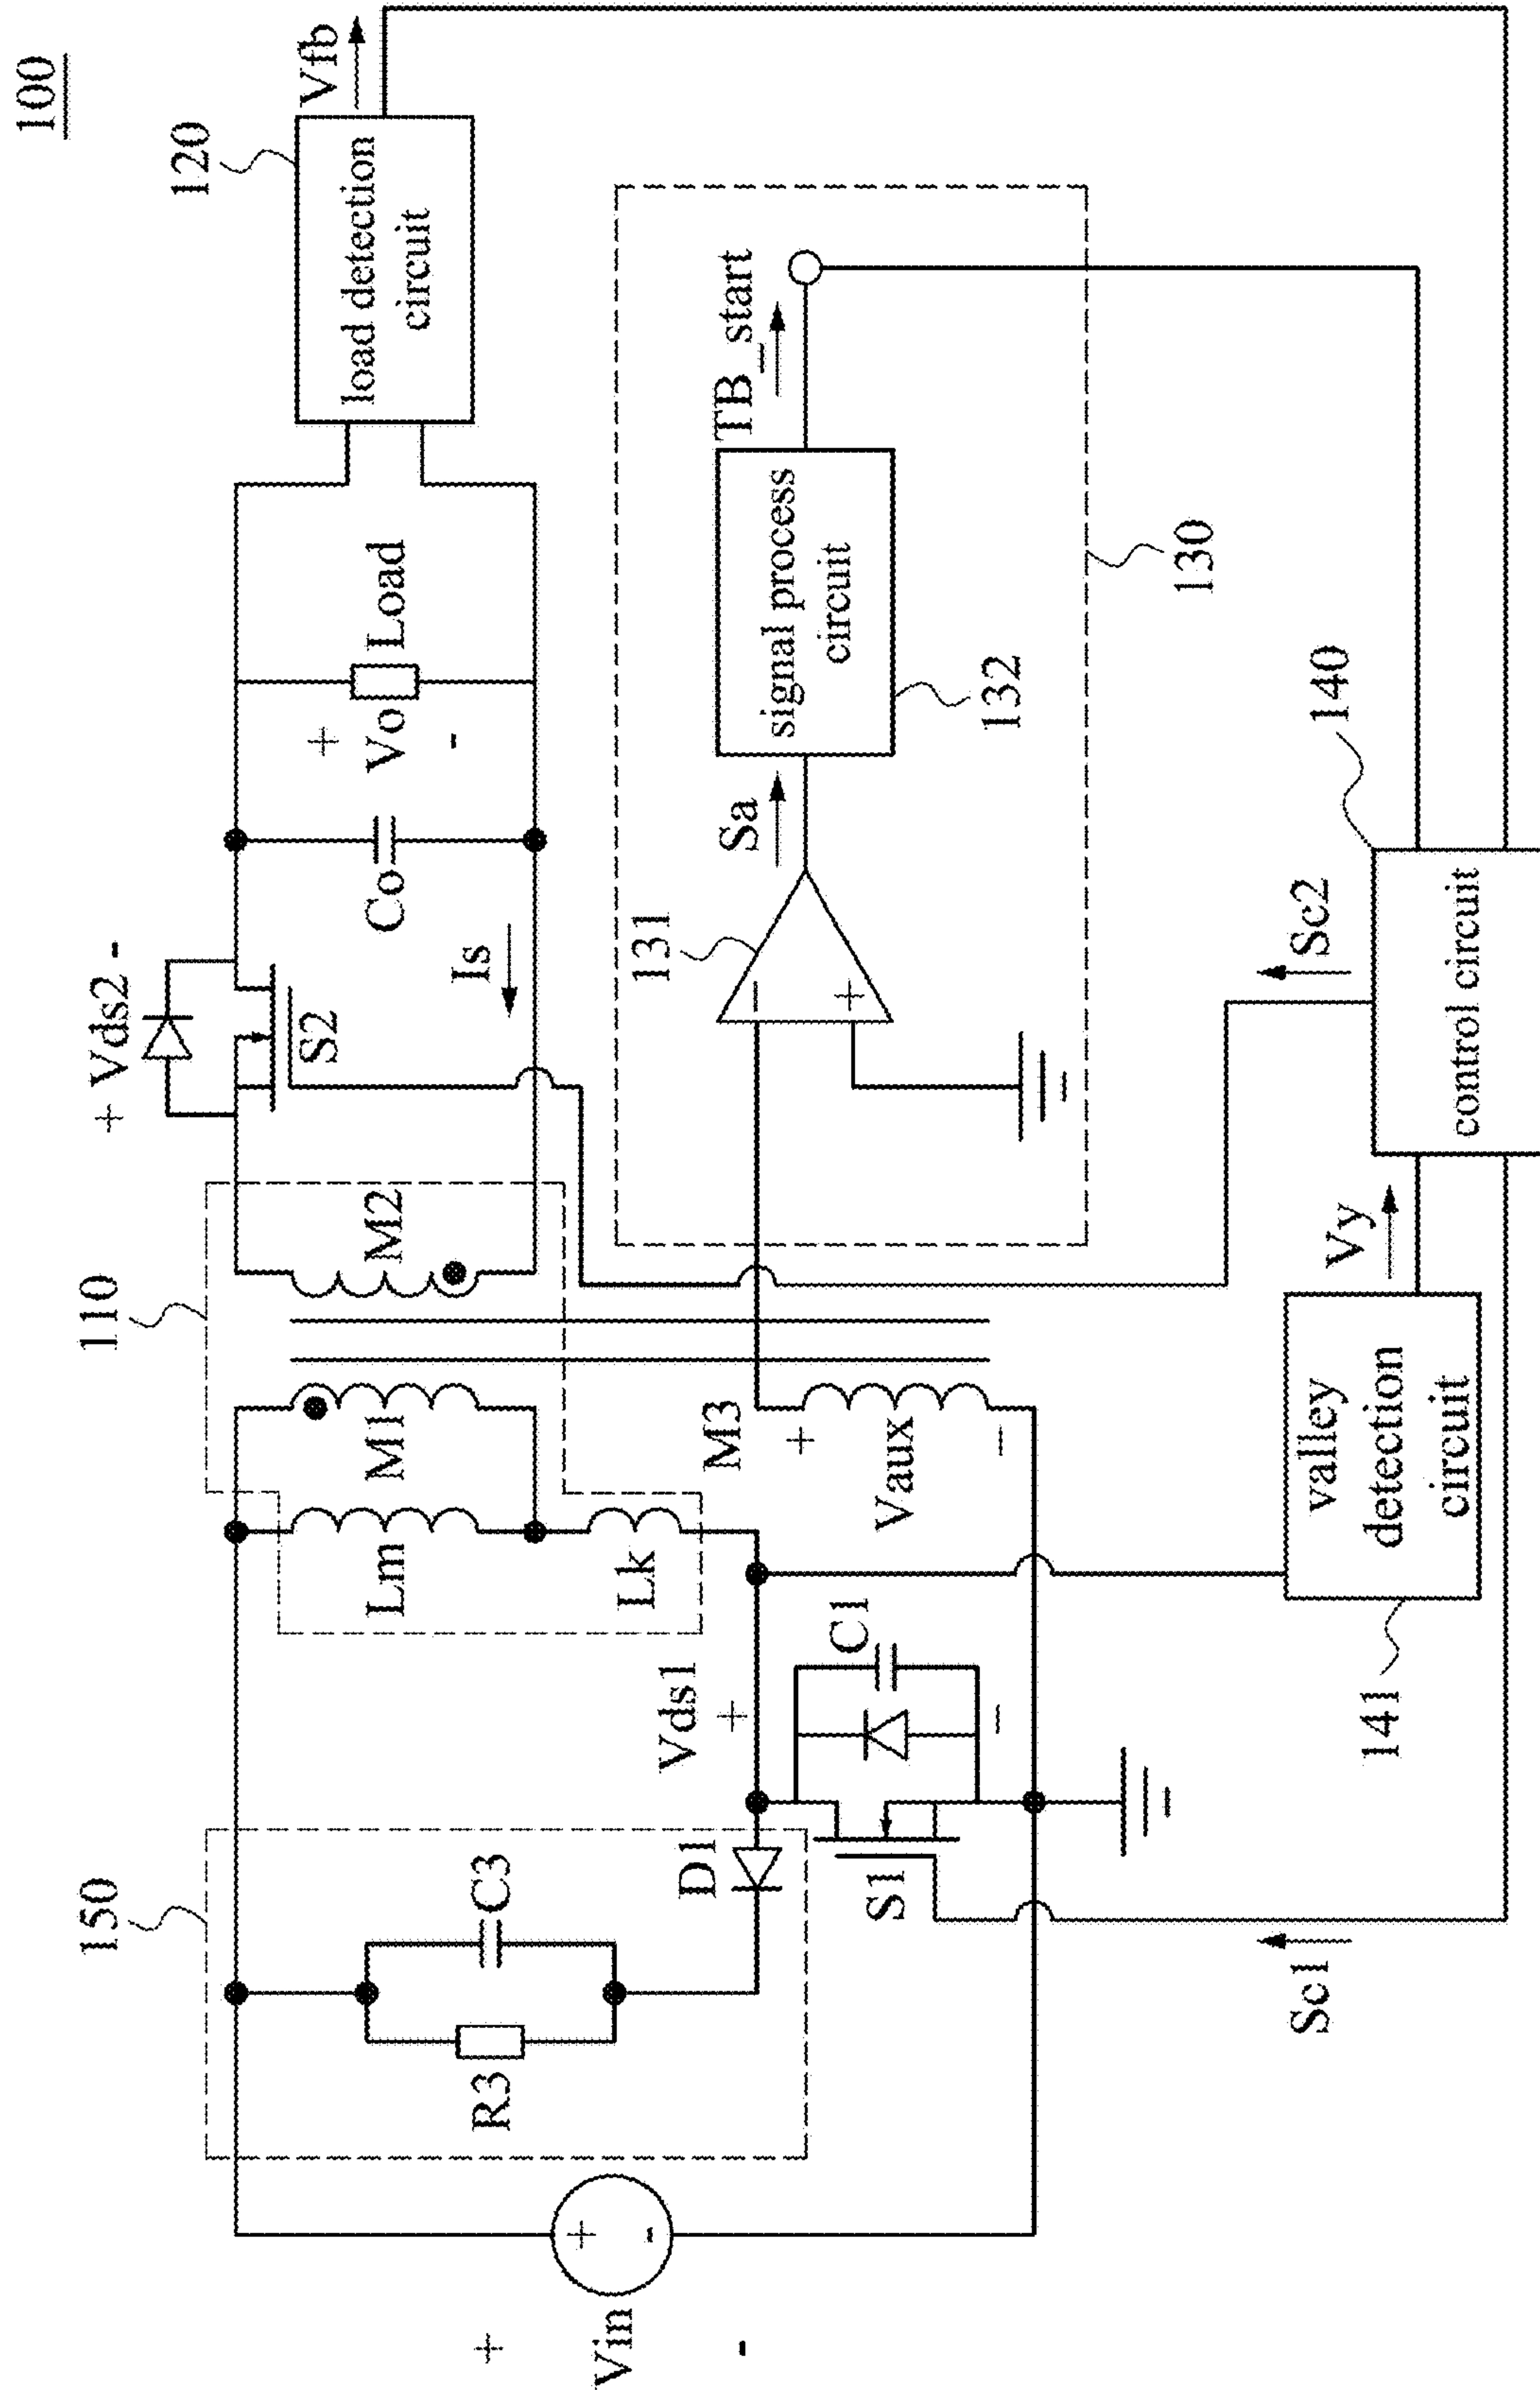 100
150
110
+ Vds2 -
120
Vfb
S2
R3
C3
Lm
M1
M2
Co
+
Vo
-
Load
load detection
circuit
Is
+
Vin
-
+
-
D1
Vds1
+
Lk
M3
+
Vaux
-
131
-
+
Sa
TB_start
signal process
circuit
132
S1
C1
-
130
Sc1
141
valley
detection
circuit
Vy
Sc2
140
control circuit